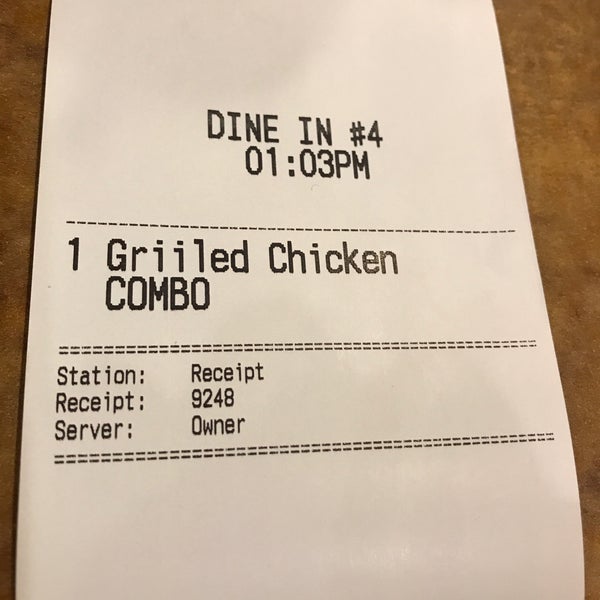 DINE IN #4
01:03PM
1 Griiled Chicken
COMBO
Station: Receipt
Receipt: 9248
Server: Owner